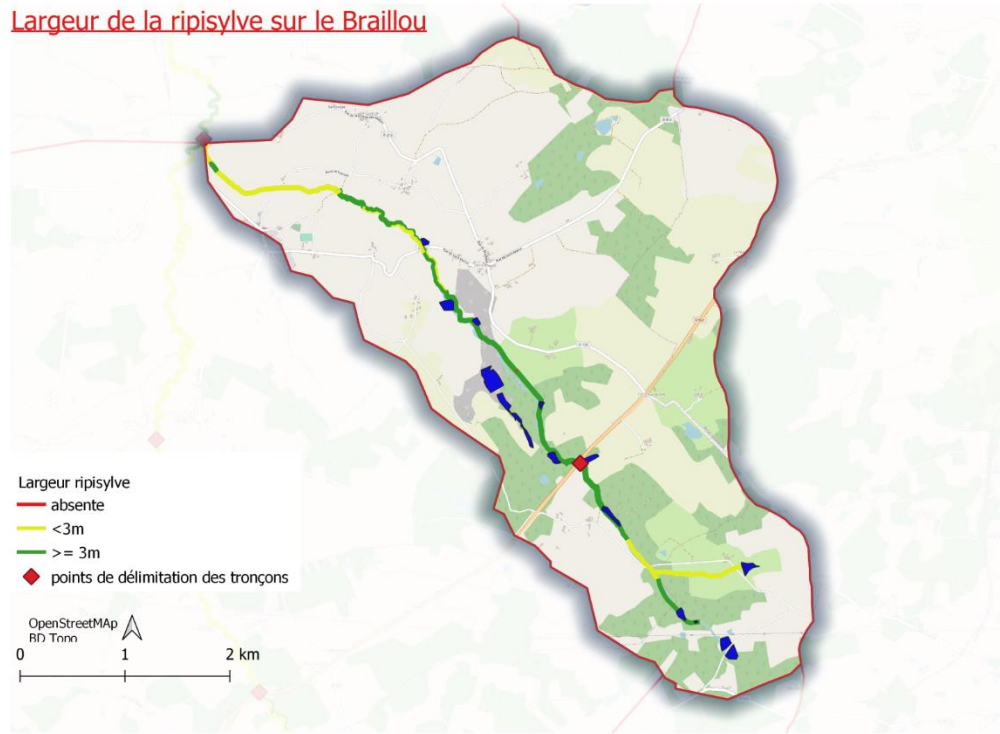 Largeur de la ripisylve sur le Braillou
Largeur ripisylve
absente
<3m
>= 3m
points de délimitation des tronçons
OpenStreetMAp
BD Topo
0 1 2 km